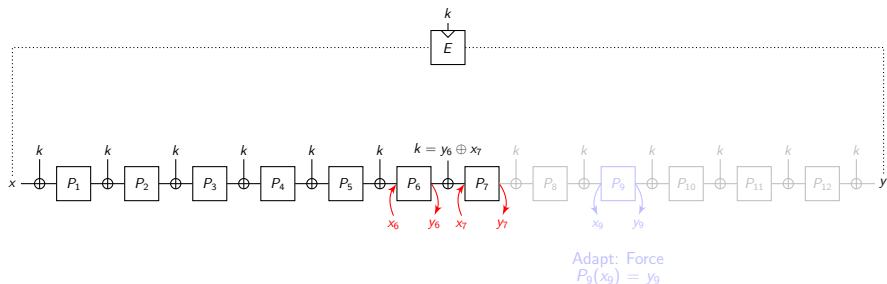 k
E
k k k k k k k = y₆ ⊕ x₇ k k k k k k
x P₁ P₂ P₃ P₄ P₅ P₆ P₇ P₈ P₉ P₁₀ P₁₁ P₁₂ y
x₆ y₆ x₇ y₇ x₉ y₉
Adapt: Force
P₉(x₉) = y₉